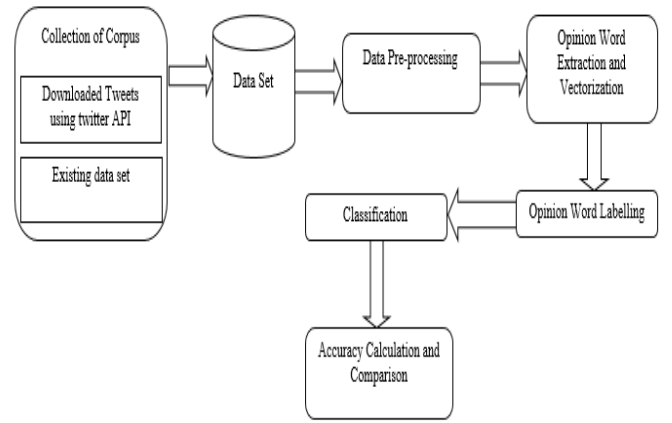 Collection of Corpus
Downloaded Tweets
using twitter API
Existing data set
Data Set
Data Pre-processing
Opinion Word
Extraction and
Vectorization
Opinion Word Labelling
Classification
Accuracy Calculation and
Comparison